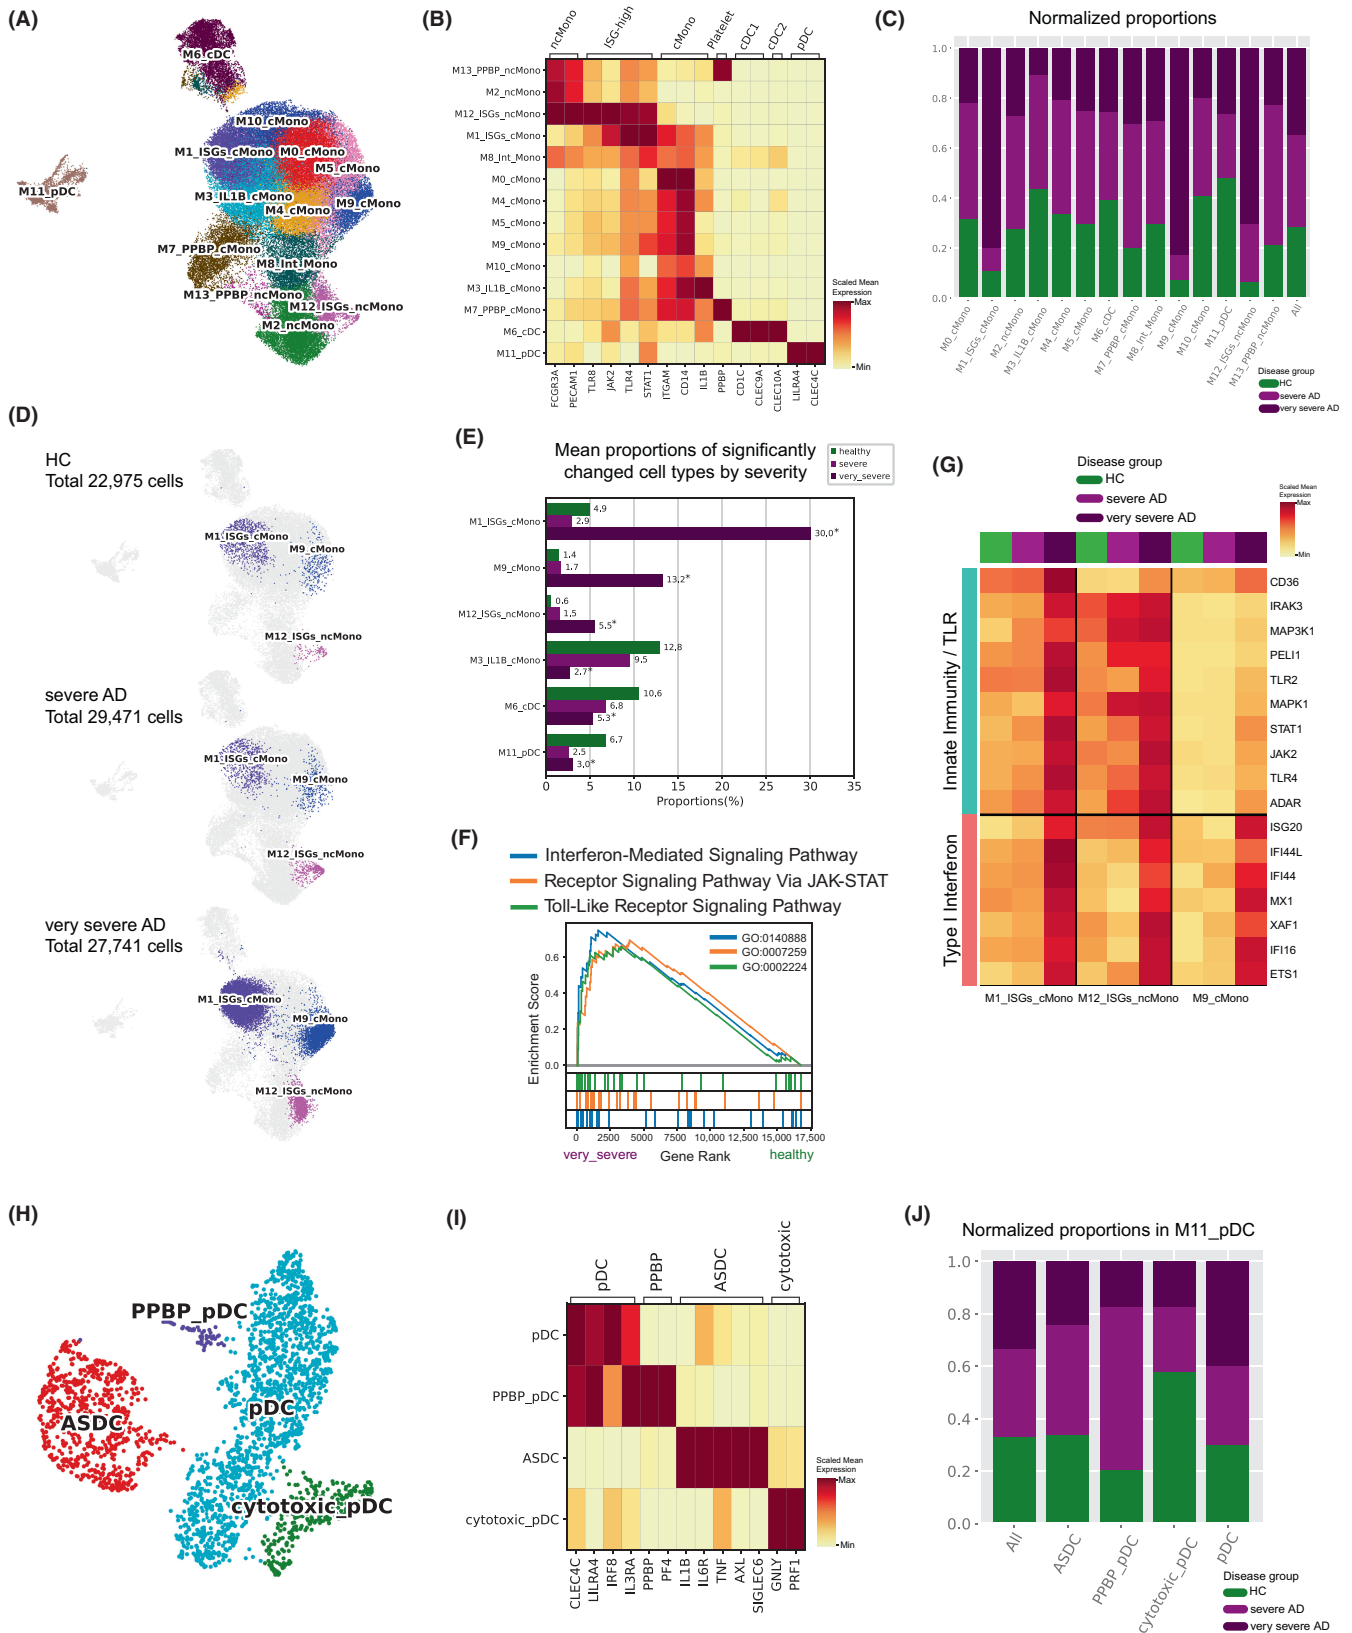 (A)
M6_cDC
M10_cMono
M1_ISGs_cMono
M0_cMono
M5_cMono
M11_pDC
M3_IL1B_cMono
M4_cMono
M9_cMono
M7_PPBP_cMono
M8_Int_Mono
M13_PPBP_ncMono
M12_ISGs_ncMono
M2_ncMono
(B)
ncMono
ISG-high
cMono
Platelet
cDC1
cDC2
pDC
M13_PPBP_ncMono
M2_ncMono
M12_ISGs_ncMono
M1_ISGs_cMono
M8_Int_Mono
M0_cMono
M4_cMono
M5_cMono
M9_cMono
M10_cMono
M3_IL1B_cMono
M7_PPBP_cMono
M6_cDC
M11_pDC
FCGR3A
PECAM1
TLR8
JAK2
TLR4
STAT1
ITGAM
CD14
IL1B
PPBP
CD1C
CLEC9A
CLEC10A
LILRA4
CLEC4C
Scaled Mean
Expression
Max
Min
(C)
Normalized proportions
1.0
0.8
0.6
0.4
0.2
0.0
M0_cMono
M1_ISGs_cMono
M2_ncMono
M3_IL1B_cMono
M4_cMono
M5_cMono
M6_cDC
M7_PPBP_cMono
M8_Int_Mono
M9_cMono
M10_cMono
M11_pDC
M12_ISGs_ncMono
M13_PPBP_ncMono
All
Disease group
HC
severe AD
very severe AD
(D)
HC
Total 22,975 cells
M1_ISGs_cMono
M9_cMono
M12_ISGs_ncMono
severe AD
Total 29,471 cells
M1_ISGs_cMono
M9_cMono
M12_ISGs_ncMono
very severe AD
Total 27,741 cells
M1_ISGs_cMono
M9_cMono
M12_ISGs_ncMono
(E)
Mean proportions of significantly
changed cell types by severity
healthy
severe
very_severe
M1_ISGs_cMono
4.9
2.9
30,0*
M9_cMono
1.4
1.7
13.2*
M12_ISGs_ncMono
0.6
1.5
5.5*
M3_IL1B_cMono
12,8
9.5
2.7*
M6_cDC
10,6
6.8
5.3*
M11_pDC
6.7
2.5
3,0*
0 5 10 15 20 25 30 35
Proportions(%)
(F)
Interferon-Mediated Signaling Pathway
Receptor Signaling Pathway Via JAK-STAT
Toll-Like Receptor Signaling Pathway
GO:0140888
GO:0007259
GO:0002224
Enrichment Score
0.6
0.4
0.2
0.0
0 2500 5000 7500 10,000 12,500 15,000 17,500
very_severe Gene Rank healthy
(G)
Disease group
HC
severe AD
very severe AD
Scaled Mean
Expression
Max
Min
Innate Immunity / TLR
Type I Interferon
CD36
IRAK3
MAP3K1
PELI1
TLR2
MAPK1
STAT1
JAK2
TLR4
ADAR
ISG20
IFI44L
IFI44
MX1
XAF1
IFI16
ETS1
M1_ISGs_cMono M12_ISGs_ncMono M9_cMono
(H)
PPBP_pDC
ASDC
pDC
cytotoxic_pDC
(I)
pDC
PPBP
ASDC
cytotoxic
pDC
PPBP_pDC
ASDC
cytotoxic_pDC
CLEC4C
LILRA4
IRF8
IL3RA
PPBP
PF4
IL1B
IL6R
TNF
AXL
SIGLEC6
GNLY
PRF1
Scaled Mean
Expression
Max
Min
(J)
Normalized proportions in M11_pDC
1.0
0.8
0.6
0.4
0.2
0.0
All
ASDC
PPBP_pDC
cytotoxic_pDC
pDC
Disease group
HC
severe AD
very severe AD